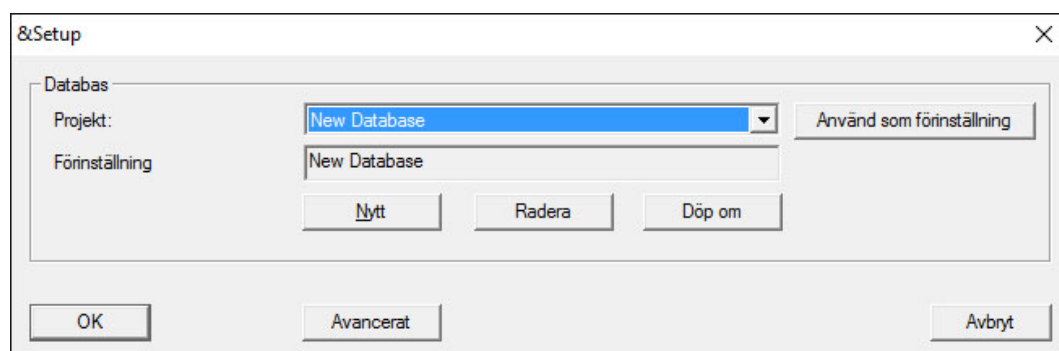 &Setup
Databas
Projekt: New Database Använd som förinställning
Förinställning New Database
Nytt Radera Döp om
OK Avancerat Avbryt